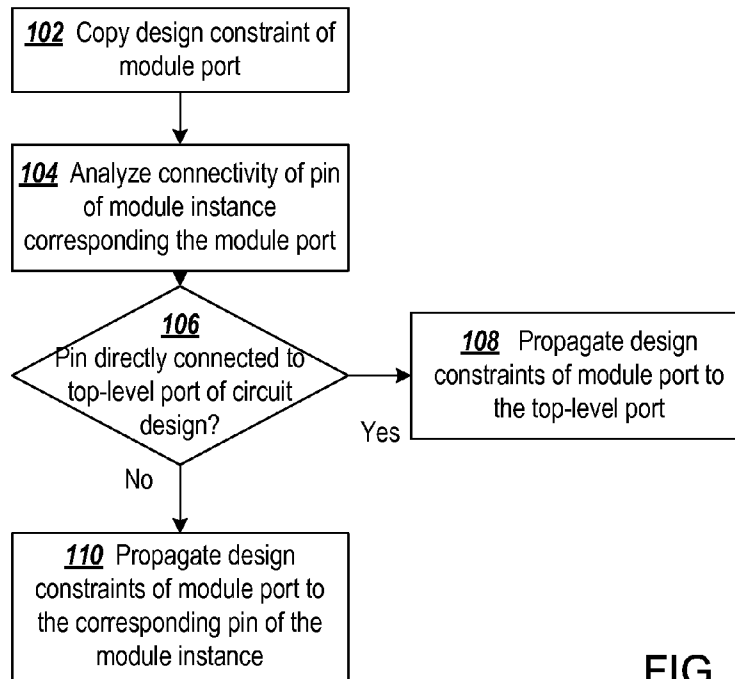 102 Copy design constraint of
module port
104 Analyze connectivity of pin
of module instance
corresponding the module port
106
Pin directly connected to
top-level port of circuit
design?
108 Propagate design
constraints of module port to
the top-level port
Yes
No
110 Propagate design
constraints of module port to
the corresponding pin of the
module instance
FIG